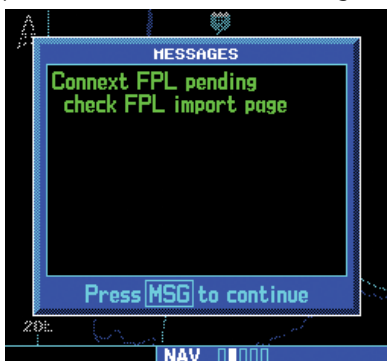 MESSAGES
Connext FPL pending
check FPL import page
Press MSG to continue
NAV